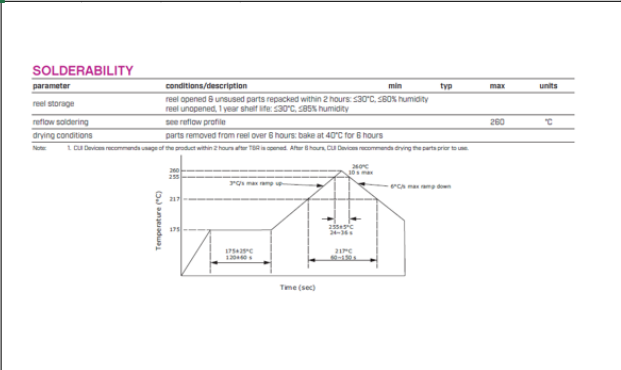 SOLDERABILITY
parameter conditions/description min typ max units
reel storage reel opened & unsused parts repacked within 2 hours: ≤30°C, ≤60% humidity
reel unopened, 1 year shelf life: ≤30°C, ≤85% humidity
reflow soldering see reflow profile 260 °C
drying conditions parts removed from reel over 6 hours: bake at 40°C for 6 hours
Note: 1. CUI Devices recommends usage of the product within 2 hours after T&R is opened. After 6 hours, CUI Devices recommends drying the parts prior to use.
260
255
217
175
Temperature (°C)
260°C
10 s max
3°C/s max ramp up
6°C/s max ramp down
255±5°C
24~36 s
175±25°C
120±60 s
217°C
60~150 s
Time (sec)